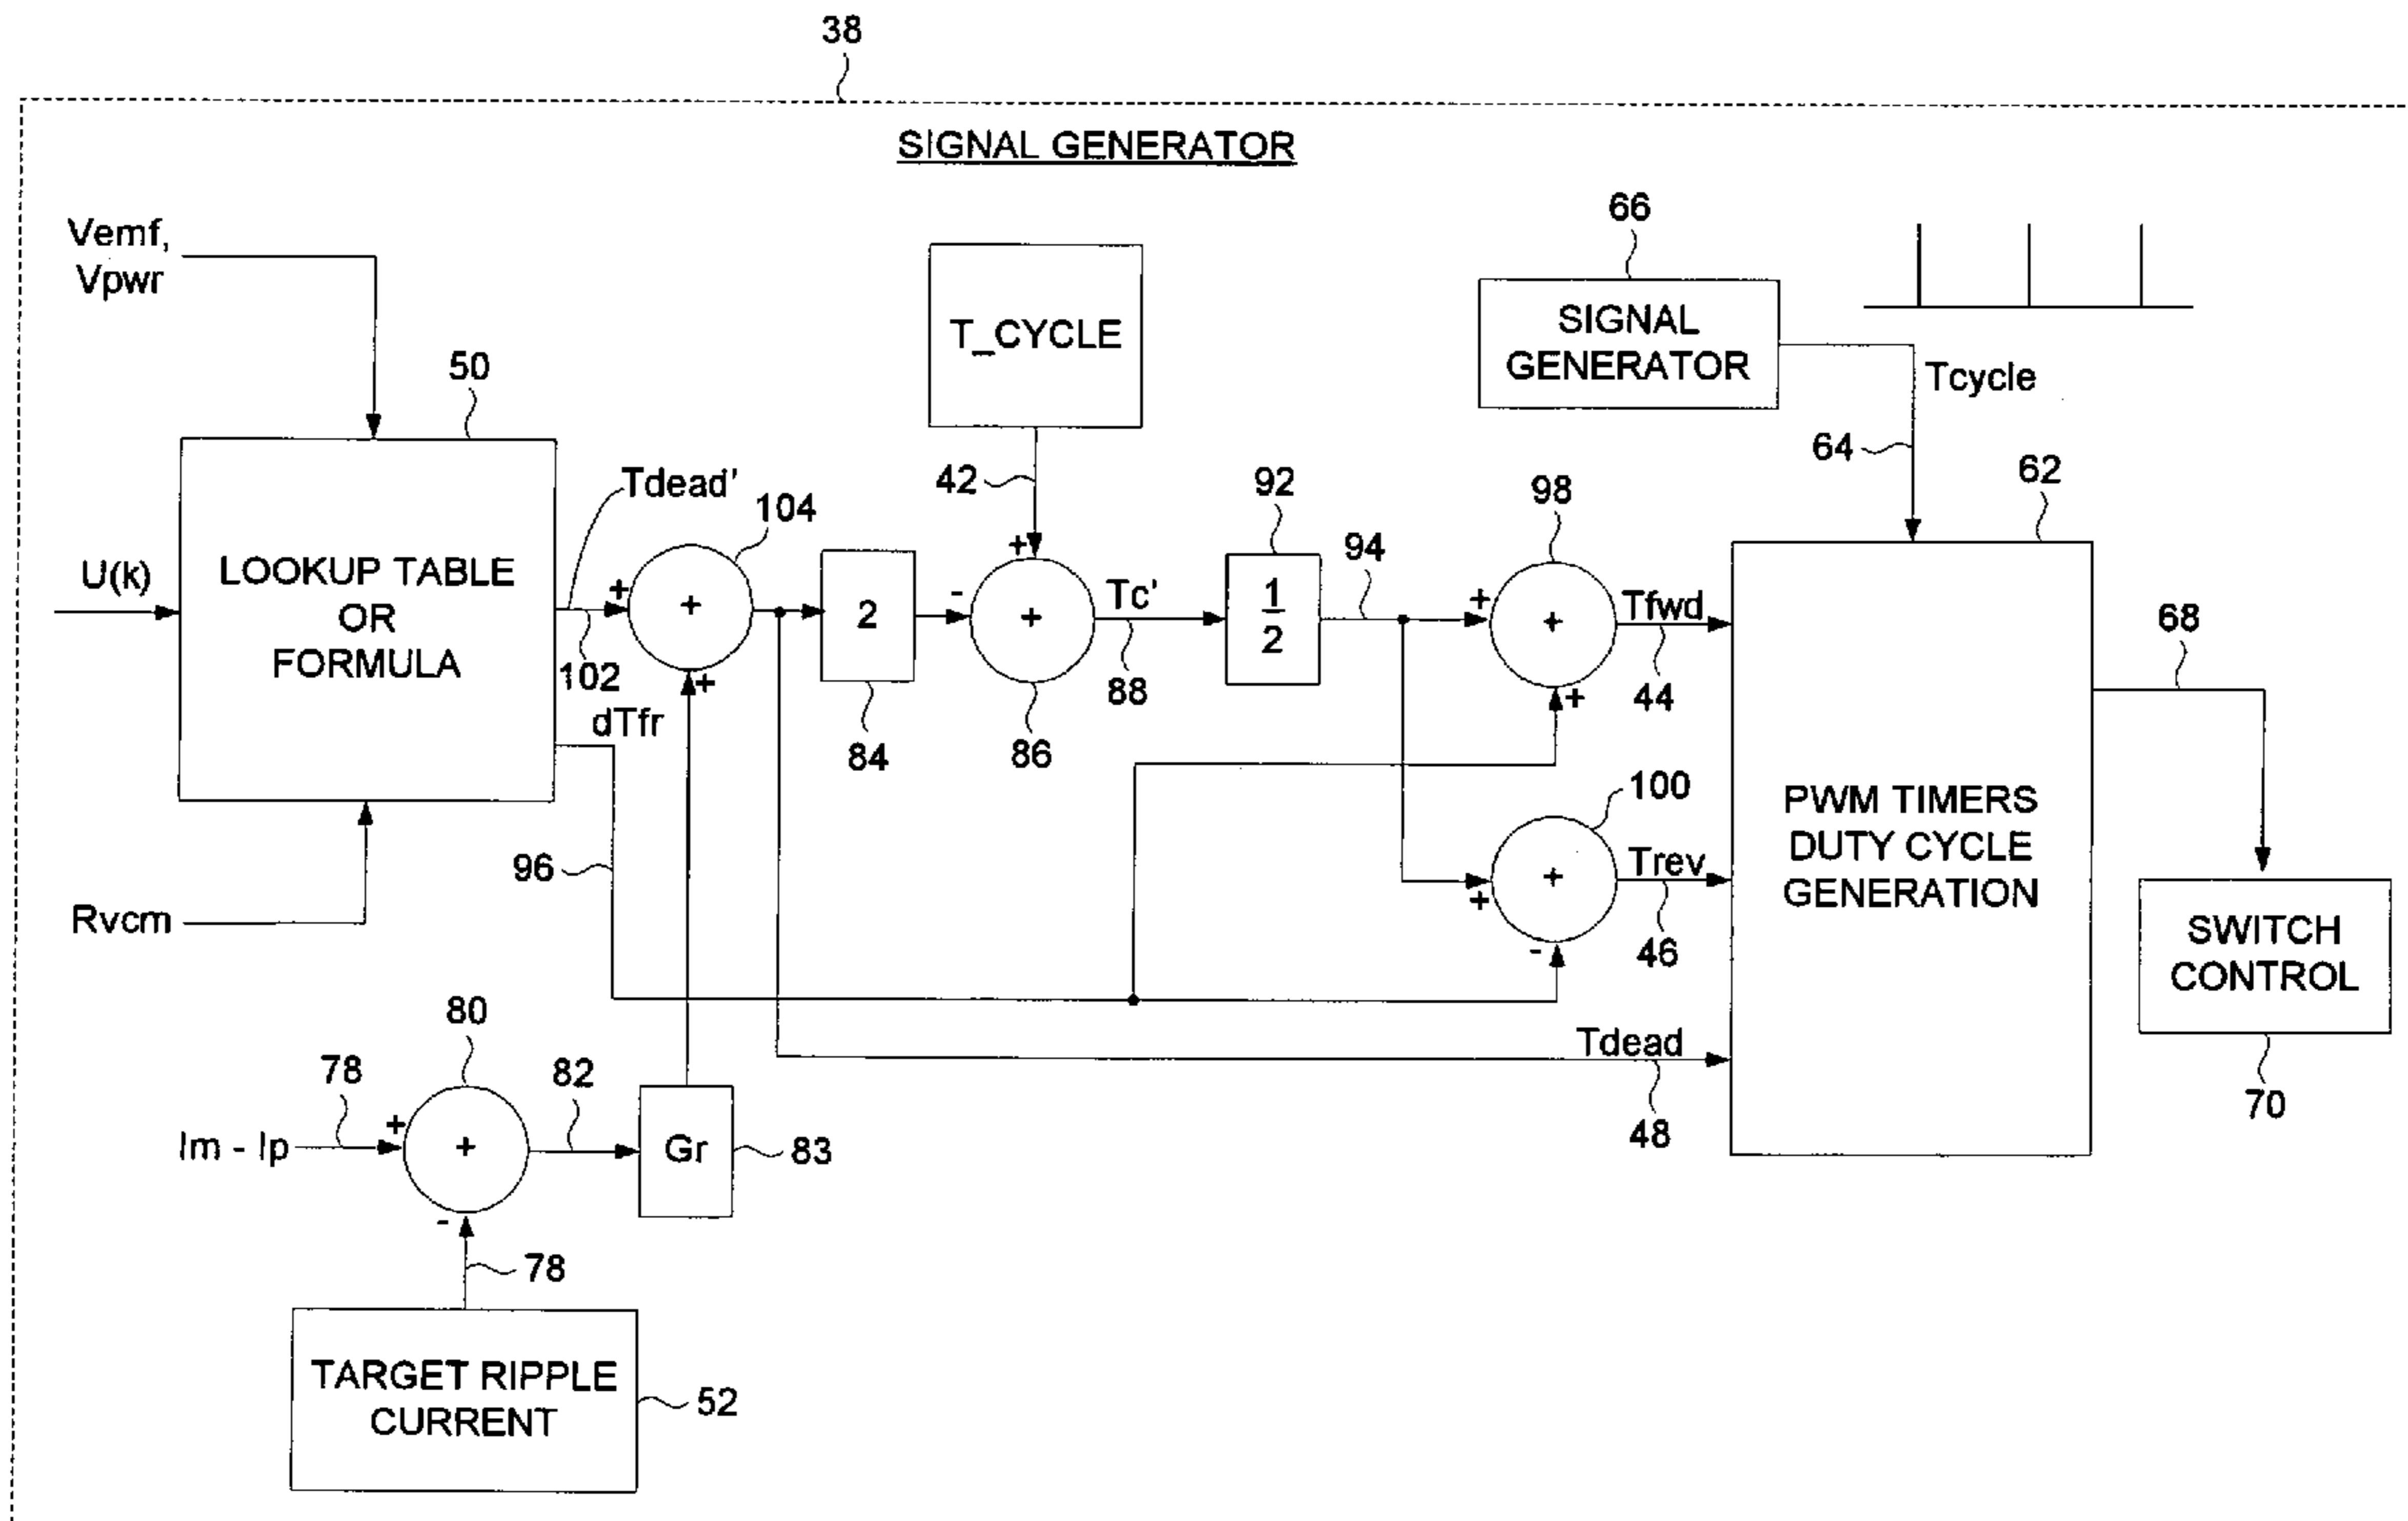 38
SIGNAL GENERATOR
Vemf,
Vpwr
66
T_CYCLE
SIGNAL
GENERATOR
Tcycle
50
64
62
U(k)
LOOKUP TABLE
OR
FORMULA
Tdead'
102
104
+
+
+
dTfr
2
84
42
+
-
+
86
Tc'
88
92
1
2
94
98
+
+
+
Tfwd
44
68
PWM TIMERS
DUTY CYCLE
GENERATION
100
+
+
-
Trev
46
SWITCH
CONTROL
70
96
Rvcm
Tdead
48
80
78
Im - Ip
+
+
-
82
Gr
83
78
TARGET RIPPLE
CURRENT
52